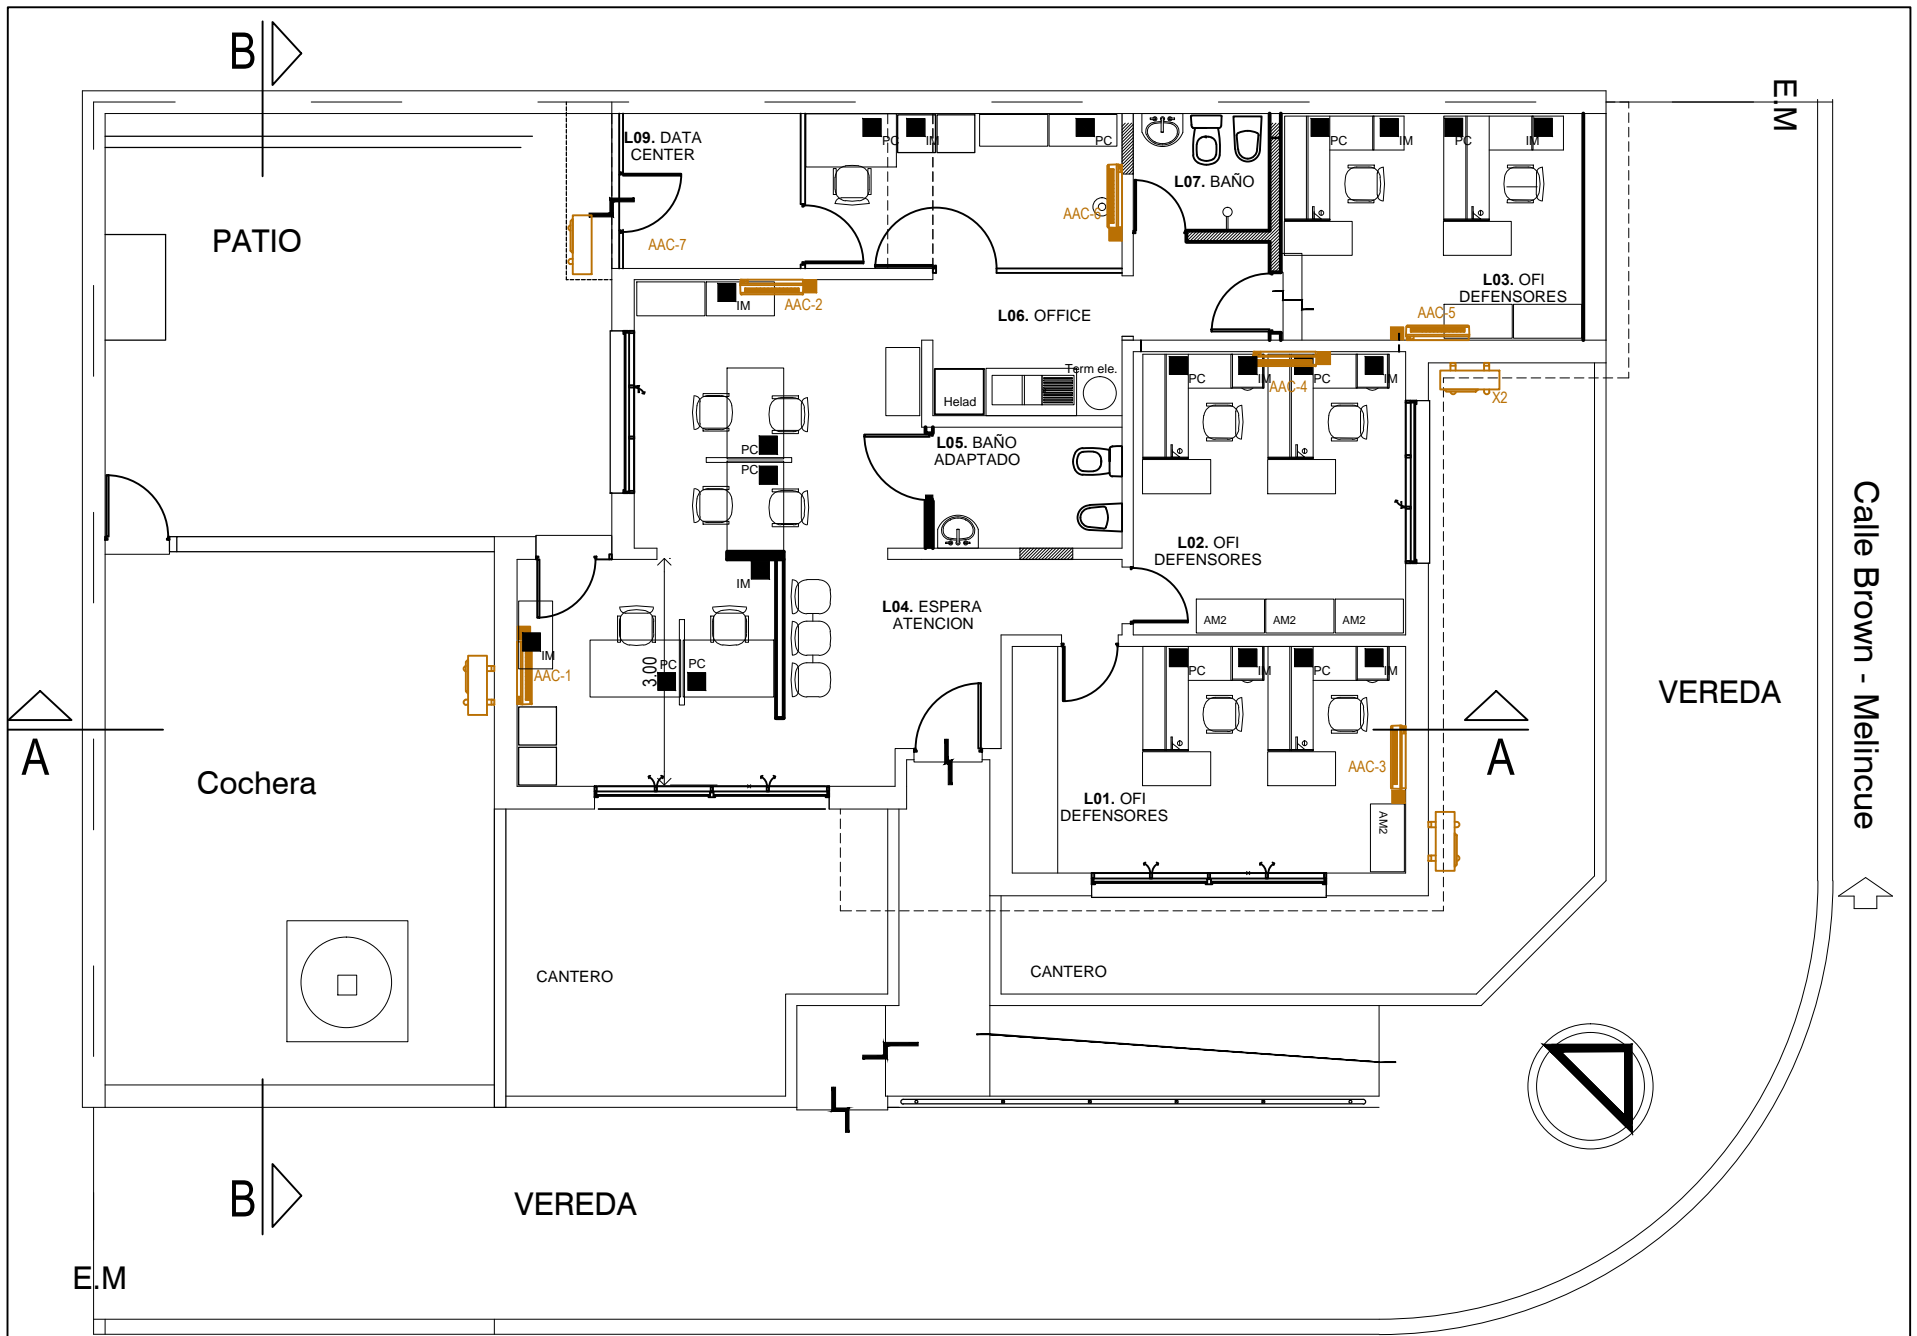 B
E.M
L09. DATA
CENTER
PC
IM
PC
L07. BAÑO
PC
IM
PC
IM
PATIO
AAC-7
AAC-6
L03. OFI
DEFENSORES
IM
AAC-2
L06. OFFICE
AAC-5
Term ele.
Helad
PC
IM
PC
IM
AAC-4
X2
PC
PC
L05. BAÑO
ADAPTADO
L02. OFI
DEFENSORES
Calle Brown - Melincue
IM
L04. ESPERA
ATENCION
AM2
AM2
AM2
IM
AAC-1
3.00
PC
PC
PC
IM
PC
IM
VEREDA
A
A
Cochera
AAC-3
L01. OFI
DEFENSORES
AM2
CANTERO
CANTERO
B
VEREDA
E.M